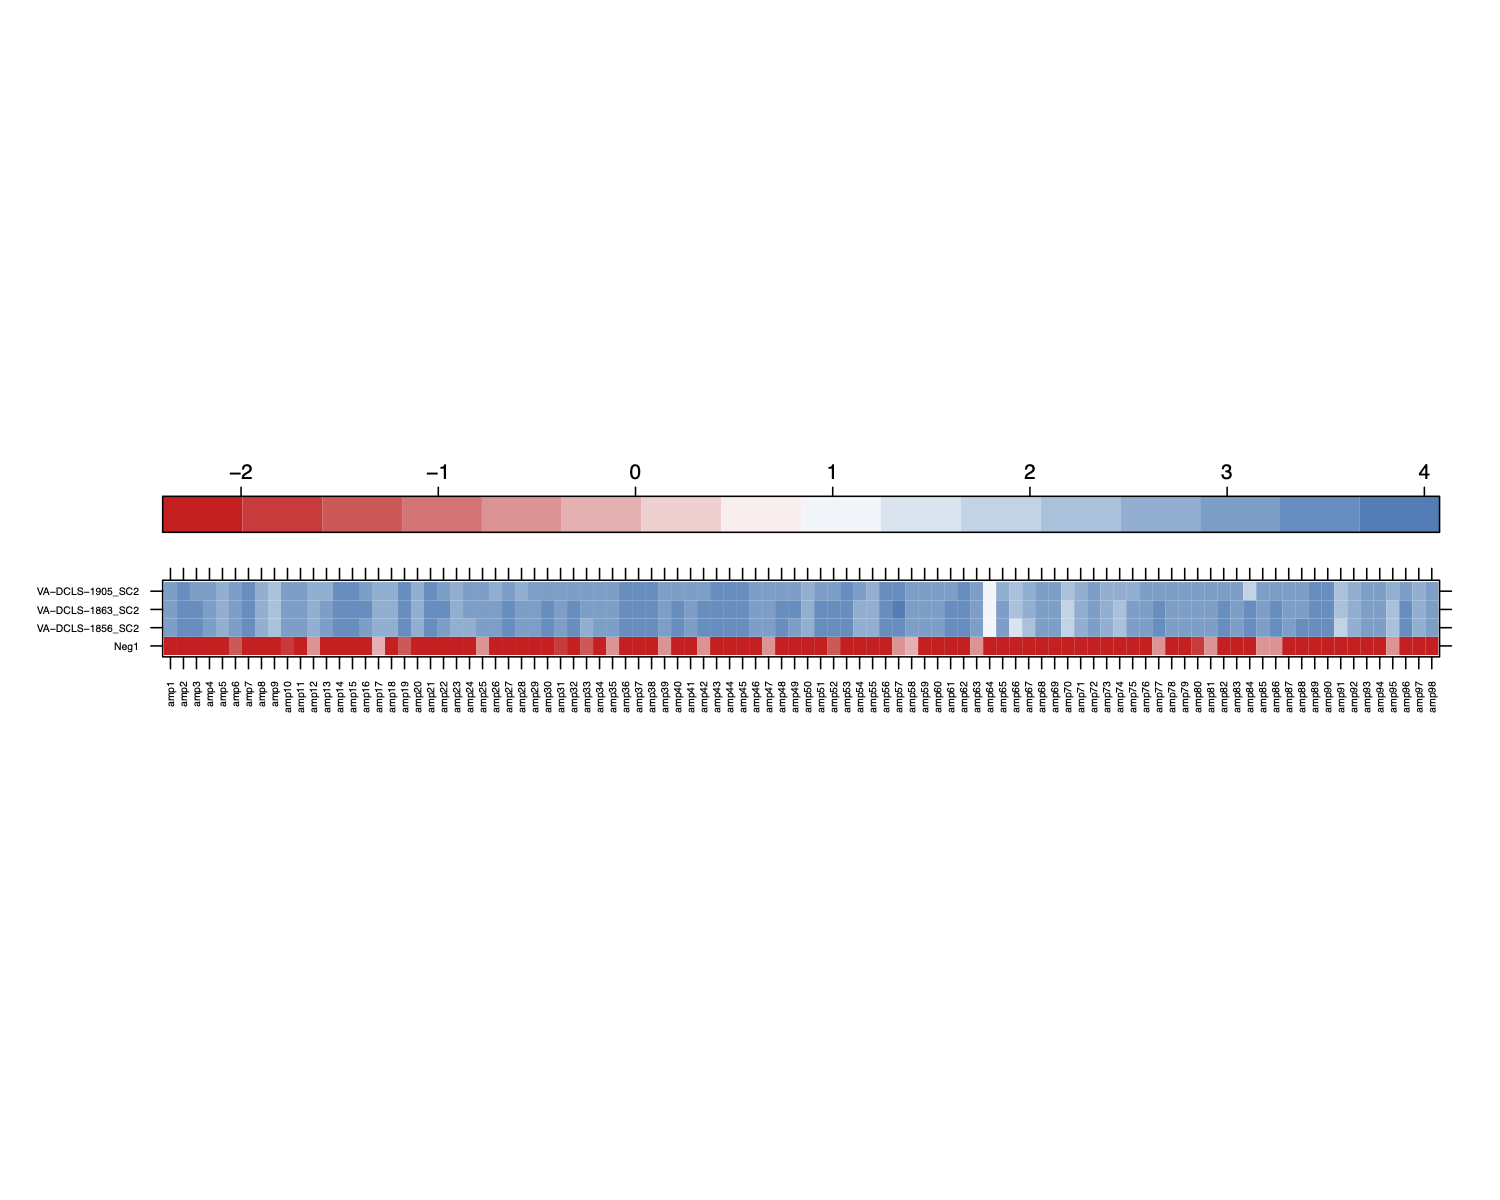 −2 −1 0 1 2 3 4
VA−DCLS−1905_SC2
VA−DCLS−1863_SC2
VA−DCLS−1856_SC2
Neg1
amp1 amp2 amp3 amp4 amp5 amp6 amp7 amp8 amp9 amp10 amp11 amp12 amp13 amp14 amp15 amp16 amp17 amp18 amp19 amp20 amp21 amp22 amp23 amp24 amp25 amp26 amp27 amp28 amp29 amp30 amp31 amp32 amp33 amp34 amp35 amp36 amp37 amp38 amp39 amp40 amp41 amp42 amp43 amp44 amp45 amp46 amp47 amp48 amp49 amp50 amp51 amp52 amp53 amp54 amp55 amp56 amp57 amp58 amp59 amp60 amp61 amp62 amp63 amp64 amp65 amp66 amp67 amp68 amp69 amp70 amp71 amp72 amp73 amp74 amp75 amp76 amp77 amp78 amp79 amp80 amp81 amp82 amp83 amp84 amp85 amp86 amp87 amp88 amp89 amp90 amp91 amp92 amp93 amp94 amp95 amp96 amp97 amp98